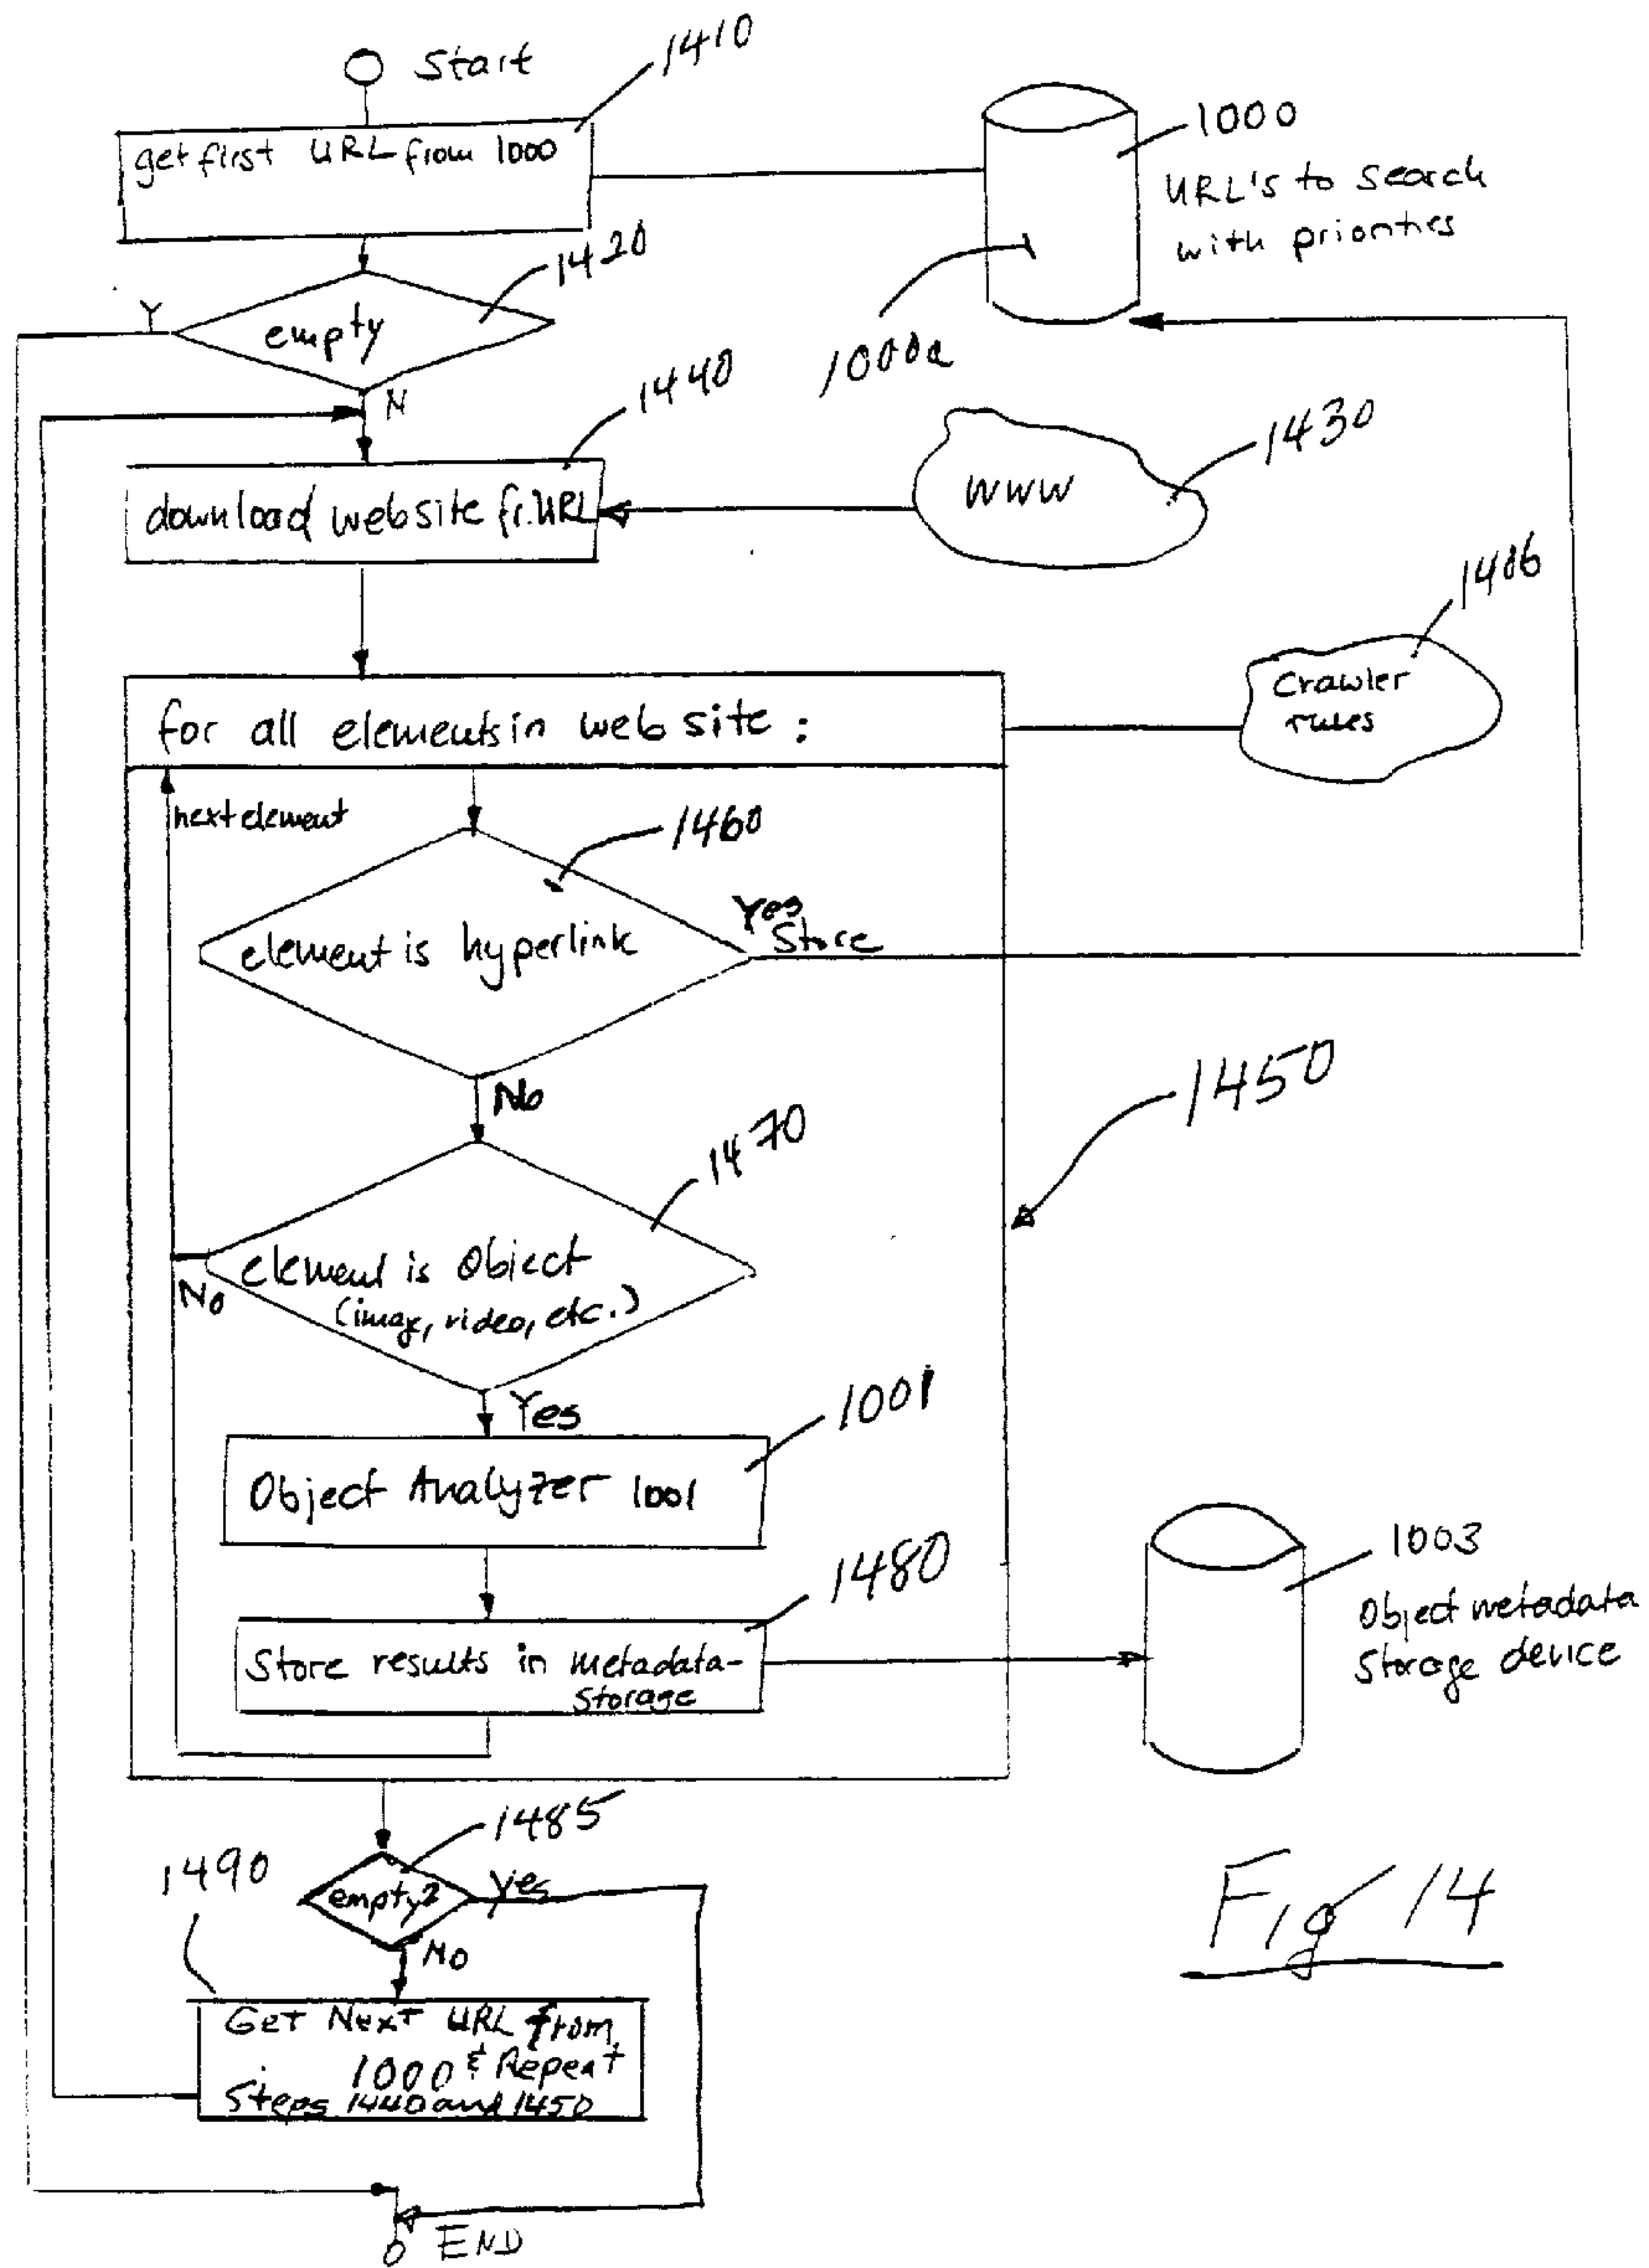 Start
1410
get first URL from 1000
1000
URL's to search
with priorities
1420
Y
empty
1000a
N
1440
1430
download website fr. URL
WWW
1406
Crawler
rules
for all elements in web site :
next element
1460
Yes
Store
element is hyperlink
1450
No
1470
element is Object
(image, video, etc.)
No
Yes
1001
Object Analyzer 1001
1003
Object metadata
Storage device
1480
Store results in metadata-
storage
1485
1490
empty?
yes
No
Get Next URL from
1000 & Repeat
Steps 1440 and 1450
Fig 14
END